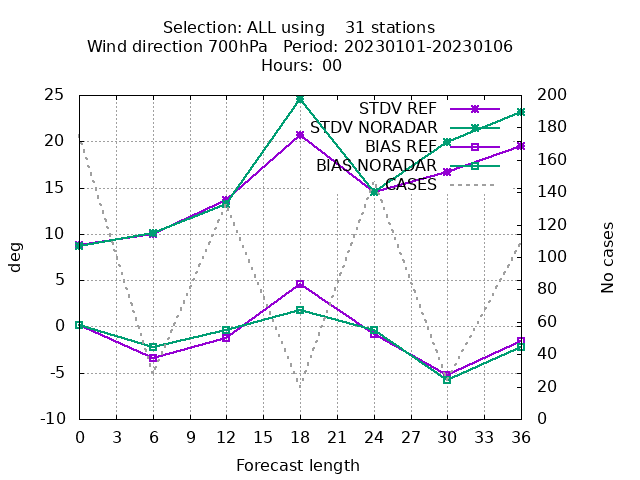 Selection: ALL using    31 stations
Wind direction 700hPa   Period: 20230101-20230106
Hours: 00
STDV REF
STDV NORADAR
BIAS REF
BIAS NORADAR
CASES
25
20
15
10
5
0
-5
-10
deg
200
180
160
140
120
100
80
60
40
20
0
No cases
0 3 6 9 12 15 18 21 24 27 30 33 36
Forecast length